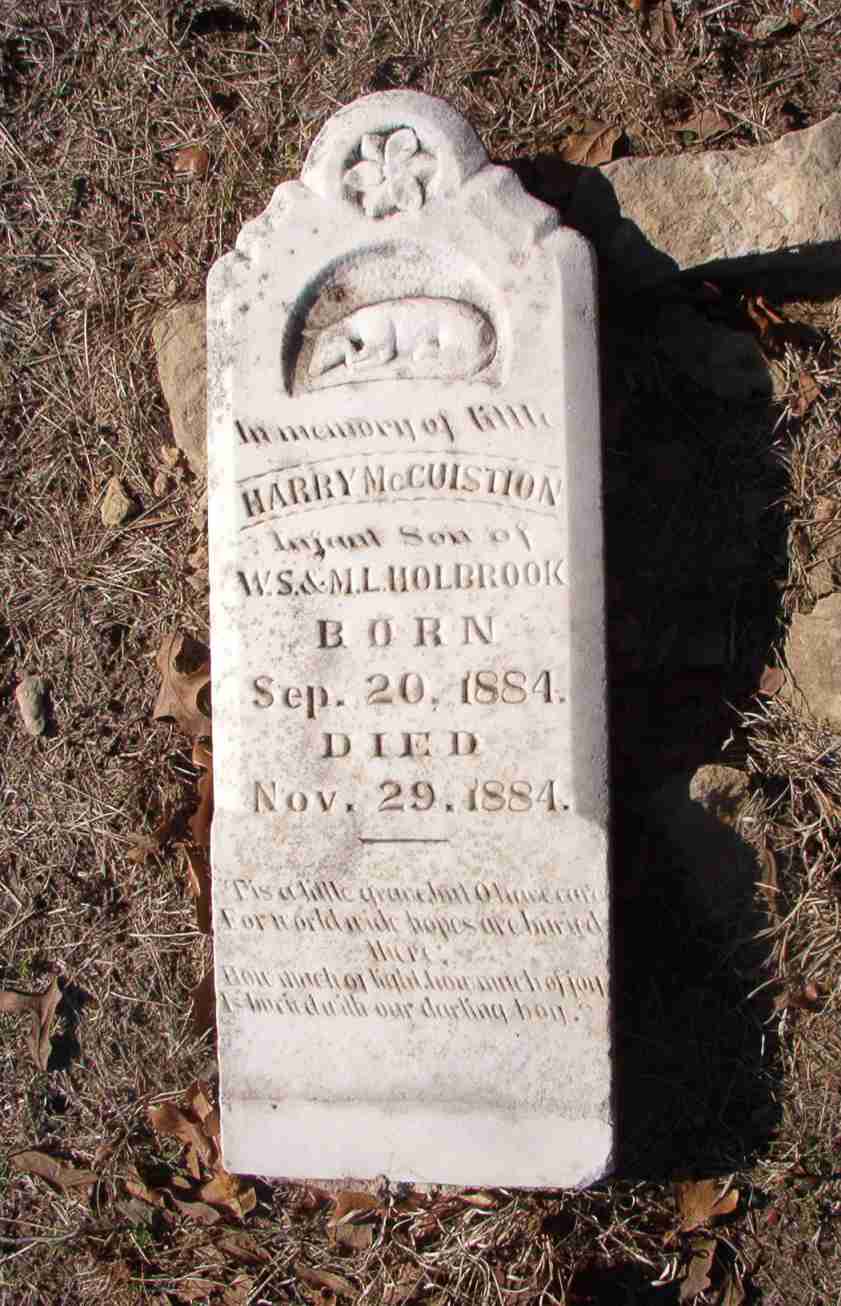 In memory of little
HARRY McCUISTION
Infant Son of
W.S.& M.L. HOLBROOK
BORN
Sep. 20, 1884.
DIED
Nov. 29, 1884.
'Tis a little grave, but O have care
For world wide hopes are buried
there.
How much of light, how much of joy
Is buried with our darling boy.